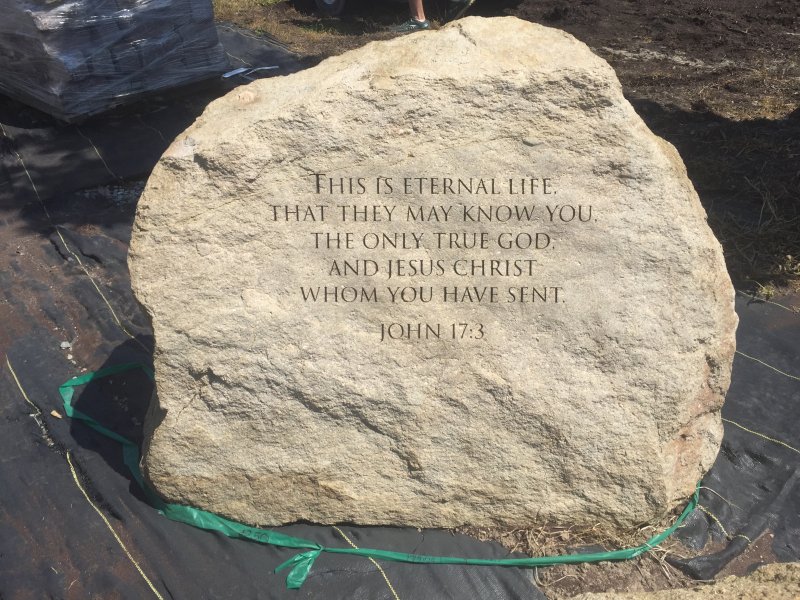 THIS IS ETERNAL LIFE,
THAT THEY MAY KNOW YOU,
THE ONLY TRUE GOD,
AND JESUS CHRIST
WHOM YOU HAVE SENT.
JOHN 17:3